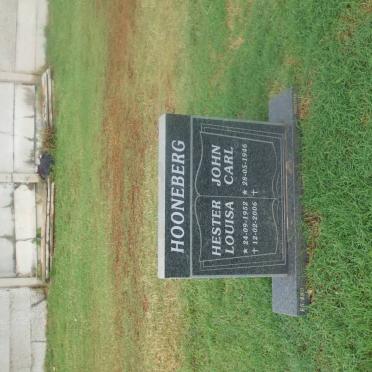 HOONEBERG
HESTER LOUISA
★ 24-09-1952
✝ 12-02-2006
JOHN CARL
★ 28-05-1946
✝